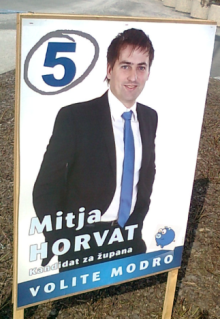 5
Mitja
HORVAT
Kandidat za župana
VOLITE MODRO